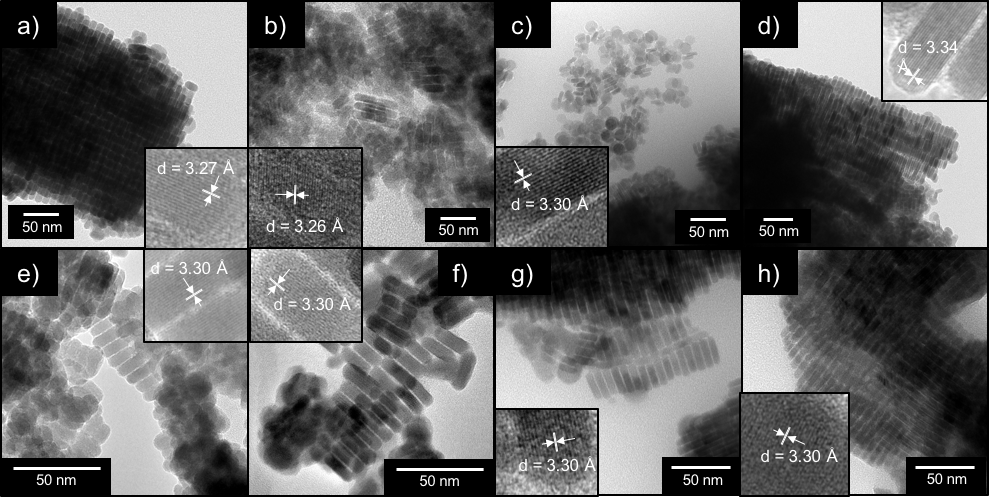 a)
d = 3.27 Å
50 nm
b)
d = 3.26 Å
50 nm
c)
d = 3.30 Å
50 nm
d)
d = 3.34
Å
50 nm
e)
d = 3.30 Å
50 nm
f)
d = 3.30 Å
50 nm
g)
d = 3.30 Å
50 nm
h)
d = 3.30 Å
50 nm